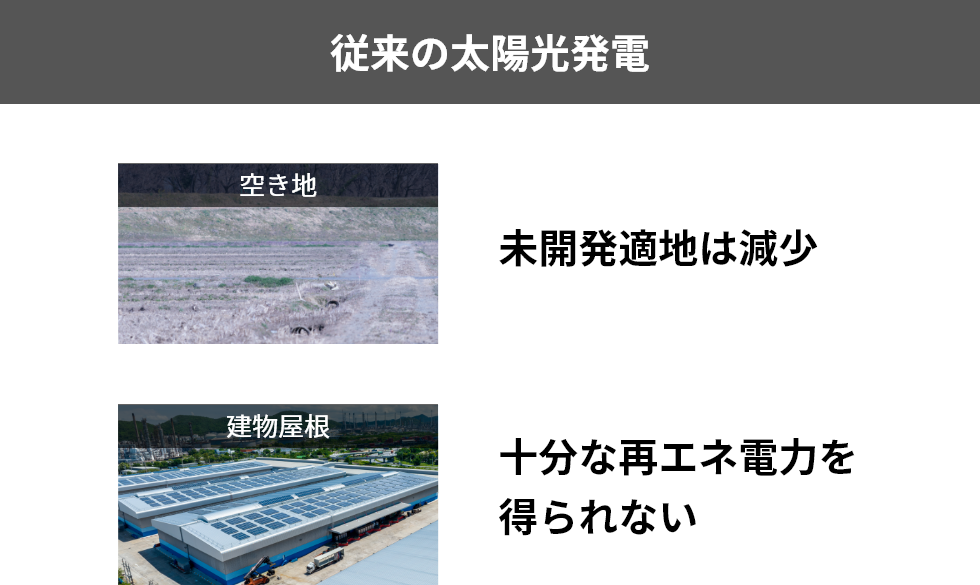 従来の太陽光発電
空き地
未開発適地は減少
建物屋根
十分な再エネ電力を
得られない